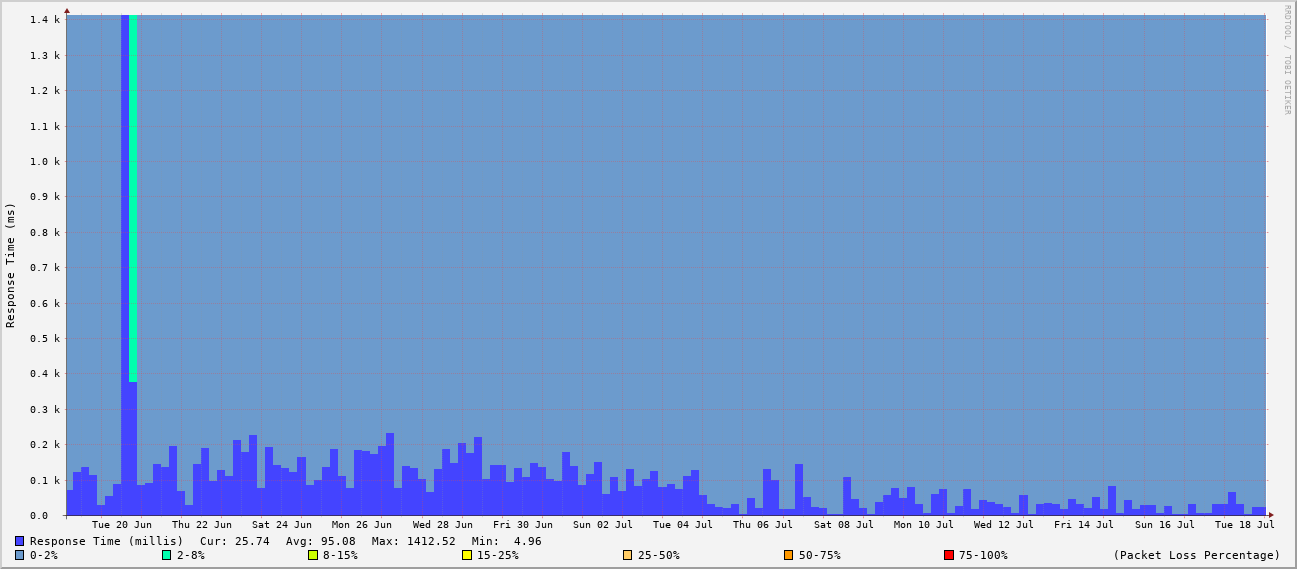 RRDTOOL / TOBI OETIKER
Response Time (ms)
1.4 k
1.3 k
1.2 k
1.1 k
1.0 k
0.9 k
0.8 k
0.7 k
0.6 k
0.5 k
0.4 k
0.3 k
0.2 k
0.1 k
0.0
Tue 20 Jun Thu 22 Jun Sat 24 Jun Mon 26 Jun Wed 28 Jun Fri 30 Jun Sun 02 Jul Tue 04 Jul Thu 06 Jul Sat 08 Jul Mon 10 Jul Wed 12 Jul Fri 14 Jul Sun 16 Jul Tue 18 Jul
Response Time (millis) Cur: 25.74 Avg: 95.08 Max: 1412.52 Min: 4.96
0-2% 2-8% 8-15% 15-25% 25-50% 50-75% 75-100% (Packet Loss Percentage)